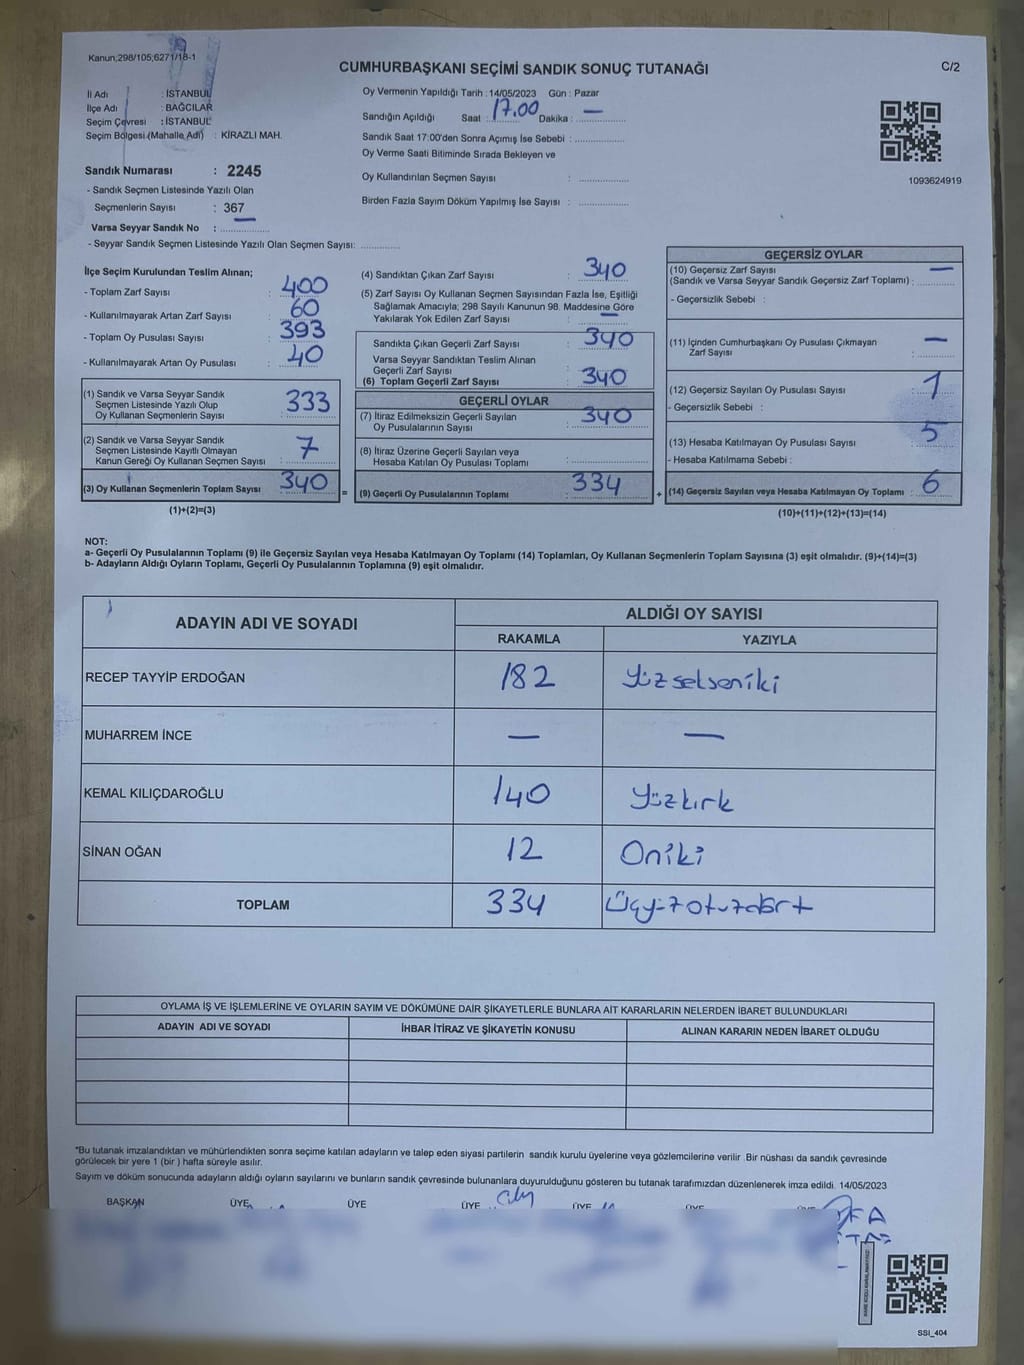 Kanun;298/105;6271/18-1
C/2
CUMHURBAŞKANI SEÇİMİ SANDIK SONUÇ TUTANAĞI
İl Adı : İSTANBUL
İlçe Adı : BAĞCILAR
Seçim Çevresi : İSTANBUL
Seçim Bölgesi (Mahalle Adı) : KİRAZLI MAH.
Oy Vermenin Yapıldığı Tarih : 14/05/2023 Gün : Pazar
Sandığın Açıldığı Saat : 17.00 Dakika : —
Sandık Saat 17:00'den Sonra Açımış İse Sebebi :
Oy Verme Saati Bitiminde Sırada Bekleyen ve
Oy Kullandırılan Seçmen Sayısı :
Birden Fazla Sayım Döküm Yapılmış İse Sayısı :
1093624919
Sandık Numarası : 2245
- Sandık Seçmen Listesinde Yazılı Olan
Seçmenlerin Sayısı : 367
Varsa Seyyar Sandık No : —
- Seyyar Sandık Seçmen Listesinde Yazılı Olan Seçmen Sayısı:
İlçe Seçim Kurulundan Teslim Alınan;
- Toplam Zarf Sayısı : 400
- Kullanılmayarak Artan Zarf Sayısı : 60
- Toplam Oy Pusulası Sayısı : 393
- Kullanılmayarak Artan Oy Pusulası : 40
(1) Sandık ve Varsa Seyyar Sandık
Seçmen Listesinde Yazılı Olup
Oy Kullanan Seçmenlerin Sayısı : 333
(2) Sandık ve Varsa Seyyar Sandık
Seçmen Listesinde Kayıtlı Olmayan
Kanun Gereği Oy Kullanan Seçmen Sayısı : 7
(3) Oy Kullanan Seçmenlerin Toplam Sayısı : 340
(1)+(2)=(3)
(4) Sandıktan Çıkan Zarf Sayısı : 340
(5) Zarf Sayısı Oy Kullanan Seçmen Sayısından Fazla İse, Eşitliği
Sağlamak Amacıyla; 298 Sayılı Kanunun 98. Maddesine Göre
Yakılarak Yok Edilen Zarf Sayısı : —
Sandıkta Çıkan Geçerli Zarf Sayısı : 340
Varsa Seyyar Sandıktan Teslim Alınan
Geçerli Zarf Sayısı
(6) Toplam Geçerli Zarf Sayısı : 340
GEÇERLİ OYLAR
(7) İtiraz Edilmeksizin Geçerli Sayılan
Oy Pusulalarının Sayısı : 340
(8) İtiraz Üzerine Geçerli Sayılan veya
Hesaba Katılan Oy Pusulası Toplamı :
= (9) Geçerli Oy Pusulalarının Toplamı : 334
GEÇERSİZ OYLAR
(10) Geçersiz Zarf Sayısı —
(Sandık ve Varsa Seyyar Sandık Geçersiz Zarf Toplamı) :
- Geçersizlik Sebebi :
(11) İçinden Cumhurbaşkanı Oy Pusulası Çıkmayan
Zarf Sayısı : —
(12) Geçersiz Sayılan Oy Pusulası Sayısı : 1
- Geçersizlik Sebebi :
(13) Hesaba Katılmayan Oy Pusulası Sayısı : 5
- Hesaba Katılmama Sebebi :
+ (14) Geçersiz Sayılan veya Hesaba Katılmayan Oy Toplamı : 6
(10)+(11)+(12)+(13)=(14)
NOT:
a- Geçerli Oy Pusulalarının Toplamı (9) ile Geçersiz Sayılan veya Hesaba Katılmayan Oy Toplamı (14) Toplamları, Oy Kullanan Seçmenlerin Toplam Sayısına (3) eşit olmalıdır. (9)+(14)=(3)
b- Adayların Aldığı Oyların Toplamı, Geçerli Oy Pusulalarının Toplamına (9) eşit olmalıdır.
ADAYIN ADI VE SOYADI
ALDIĞI OY SAYISI
RAKAMLA YAZIYLA
RECEP TAYYİP ERDOĞAN 182 Yüzsekseniki
MUHARREM İNCE — —
KEMAL KILIÇDAROĞLU 140 Yüzkırk
SİNAN OĞAN 12 Oniki
TOPLAM 334 Üçyüzotuzdört
OYLAMA İŞ VE İŞLEMLERİNE VE OYLARIN SAYIM VE DÖKÜMÜNE DAİR ŞİKAYETLERLE BUNLARA AİT KARARLARIN NELERDEN İBARET BULUNDUKLARI
ADAYIN ADI VE SOYADI İHBAR İTİRAZ VE ŞİKAYETİN KONUSU ALINAN KARARIN NEDEN İBARET OLDUĞU
"Bu tutanak imzalandıktan ve mühürlendikten sonra seçime katılan adayların ve talep eden siyasi partilerin sandık kurulu üyelerine veya gözlemcilerine verilir .Bir nüshası da sandık çevresinde
görülecek bir yere 1 (bir ) hafta süreyle asılır.
Sayım ve döküm sonucunda adayların aldığı oyların sayılarını ve bunların sandık çevresinde bulunanlara duyurulduğunu gösteren bu tutanak tarafımızdan düzenlenerek imza edildi. 14/05/2023
BAŞKAN ÜYE ÜYE ÜYE ÜYE
SSI_404